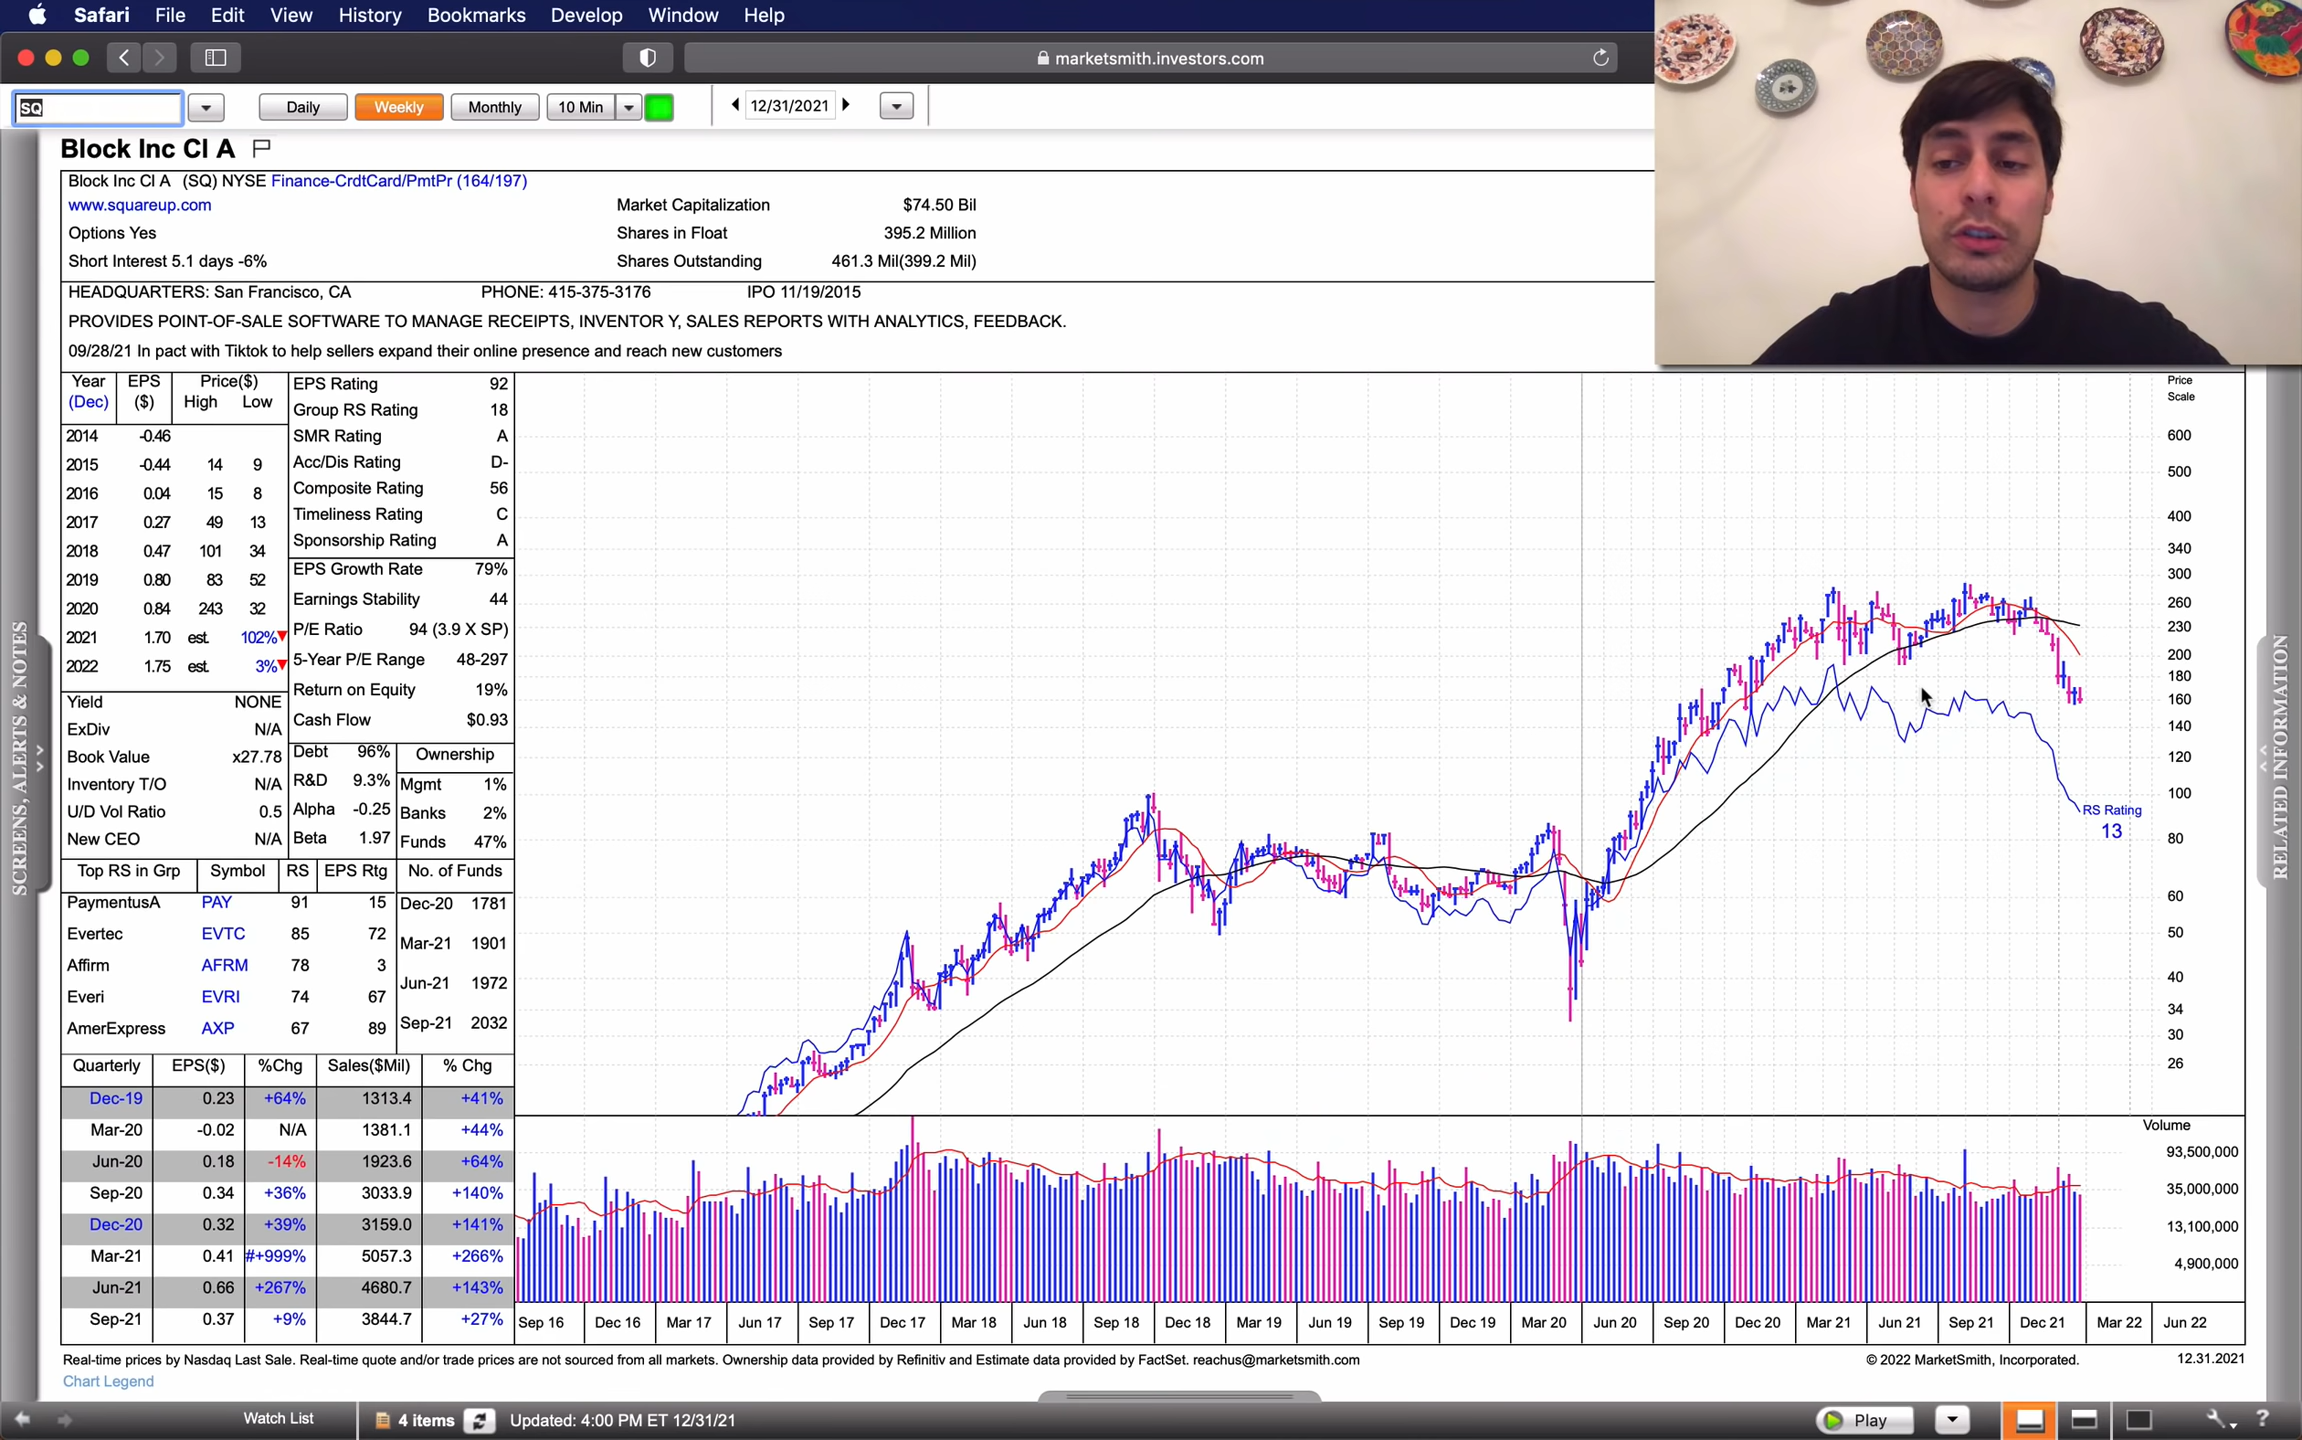 Safari File Edit View History Bookmarks Develop Window Help
marketsmith.investors.com
SQ Daily Weekly Monthly 10 Min 12/31/2021
Block Inc Cl A
Block Inc Cl A (SQ) NYSE Finance-CrdtCard/PmtPr (164/197)
www.squareup.com Market Capitalization $74.50 Bil
Options Yes Shares in Float 395.2 Million
Short Interest 5.1 days -6% Shares Outstanding 461.3 Mil(399.2 Mil)
HEADQUARTERS: San Francisco, CA PHONE: 415-375-3176 IPO 11/19/2015
PROVIDES POINT-OF-SALE SOFTWARE TO MANAGE RECEIPTS, INVENTOR Y, SALES REPORTS WITH ANALYTICS, FEEDBACK.
09/28/21 In pact with Tiktok to help sellers expand their online presence and reach new customers
Year EPS Price($)
(Dec) ($) High Low
2014 -0.46
2015 -0.44 14 9
2016 0.04 15 8
2017 0.27 49 13
2018 0.47 101 34
2019 0.80 83 52
2020 0.84 243 32
2021 1.70 est. 102%
2022 1.75 est. 3%
Yield NONE
ExDiv N/A
Book Value x27.78
Inventory T/O N/A
U/D Vol Ratio 0.5
New CEO N/A
EPS Rating 92
Group RS Rating 18
SMR Rating A
Acc/Dis Rating D-
Composite Rating 56
Timeliness Rating C
Sponsorship Rating A
EPS Growth Rate 79%
Earnings Stability 44
P/E Ratio 94 (3.9 X SP)
5-Year P/E Range 48-297
Return on Equity 19%
Cash Flow $0.93
Debt 96%
R&D 9.3%
Alpha -0.25
Beta 1.97
Ownership
Mgmt 1%
Banks 2%
Funds 47%
Top RS in Grp Symbol RS EPS Rtg
PaymentusA PAY 91 15
Evertec EVTC 85 72
Affirm AFRM 78 3
Everi EVRI 74 67
AmerExpress AXP 67 89
No. of Funds
Dec-20 1781
Mar-21 1901
Jun-21 1972
Sep-21 2032
Quarterly EPS($) %Chg Sales($Mil) % Chg
Dec-19 0.23 +64% 1313.4 +41%
Mar-20 -0.02 N/A 1381.1 +44%
Jun-20 0.18 -14% 1923.6 +64%
Sep-20 0.34 +36% 3033.9 +140%
Dec-20 0.32 +39% 3159.0 +141%
Mar-21 0.41 #+999% 5057.3 +266%
Jun-21 0.66 +267% 4680.7 +143%
Sep-21 0.37 +9% 3844.7 +27%
Price
Scale
600
500
400
340
300
260
230
200
180
160
140
120
100
80
60
50
40
34
30
26
RS Rating
13
Volume
93,500,000
35,000,000
13,100,000
4,900,000
Sep 16 Dec 16 Mar 17 Jun 17 Sep 17 Dec 17 Mar 18 Jun 18 Sep 18 Dec 18 Mar 19 Jun 19 Sep 19 Dec 19 Mar 20 Jun 20 Sep 20 Dec 20 Mar 21 Jun 21 Sep 21 Dec 21 Mar 22 Jun 22
Real-time prices by Nasdaq Last Sale. Real-time quote and/or trade prices are not sourced from all markets. Ownership data provided by Refinitiv and Estimate data provided by FactSet. reachus@marketsmith.com © 2022 MarketSmith, Incorporated. 12.31.2021
Chart Legend
SCREENS, ALERTS & NOTES
RELATED INFORMATION
Watch List 4 items Updated: 4:00 PM ET 12/31/21 Play ?